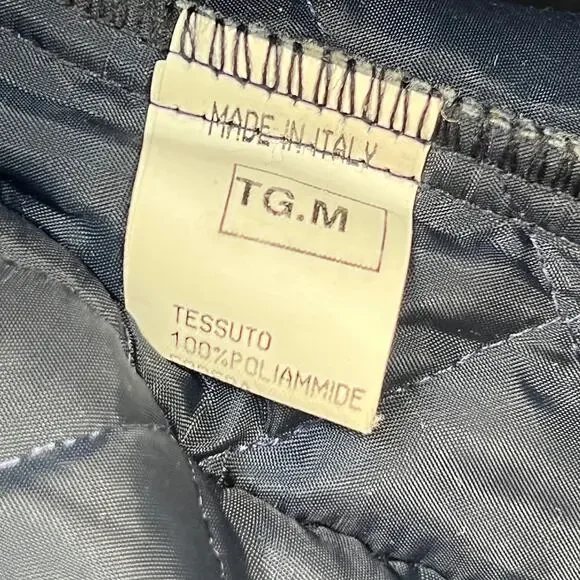 MADE IN ITALY
TG.M
TESSUTO
100%POLIAMMIDE